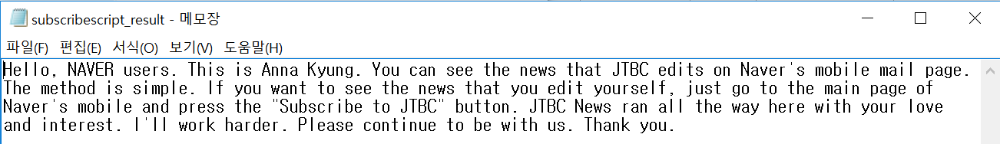 subscribescript_result - 메모장
파일(F) 편집(E) 서식(O) 보기(V) 도움말(H)
Hello, NAVER users. This is Anna Kyung. You can see the news that JTBC edits on Naver's mobile mail page.
The method is simple. If you want to see the news that you edit yourself, just go to the main page of
Naver's mobile and press the "Subscribe to JTBC" button. JTBC News ran all the way here with your love
and interest. I'll work harder. Please continue to be with us. Thank you.